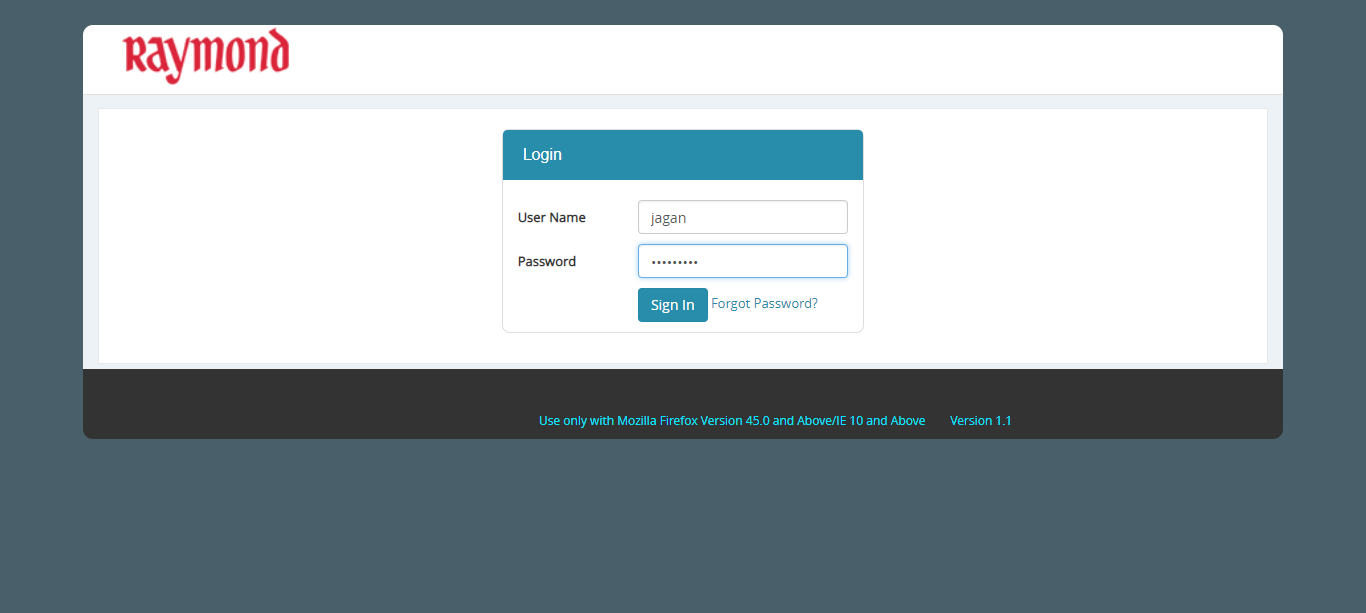 Raymond
Login
User Name
jagan
Password
•••••••••
Sign In Forgot Password?
Use only with Mozilla Firefox Version 45.0 and Above/IE 10 and Above Version 1.1